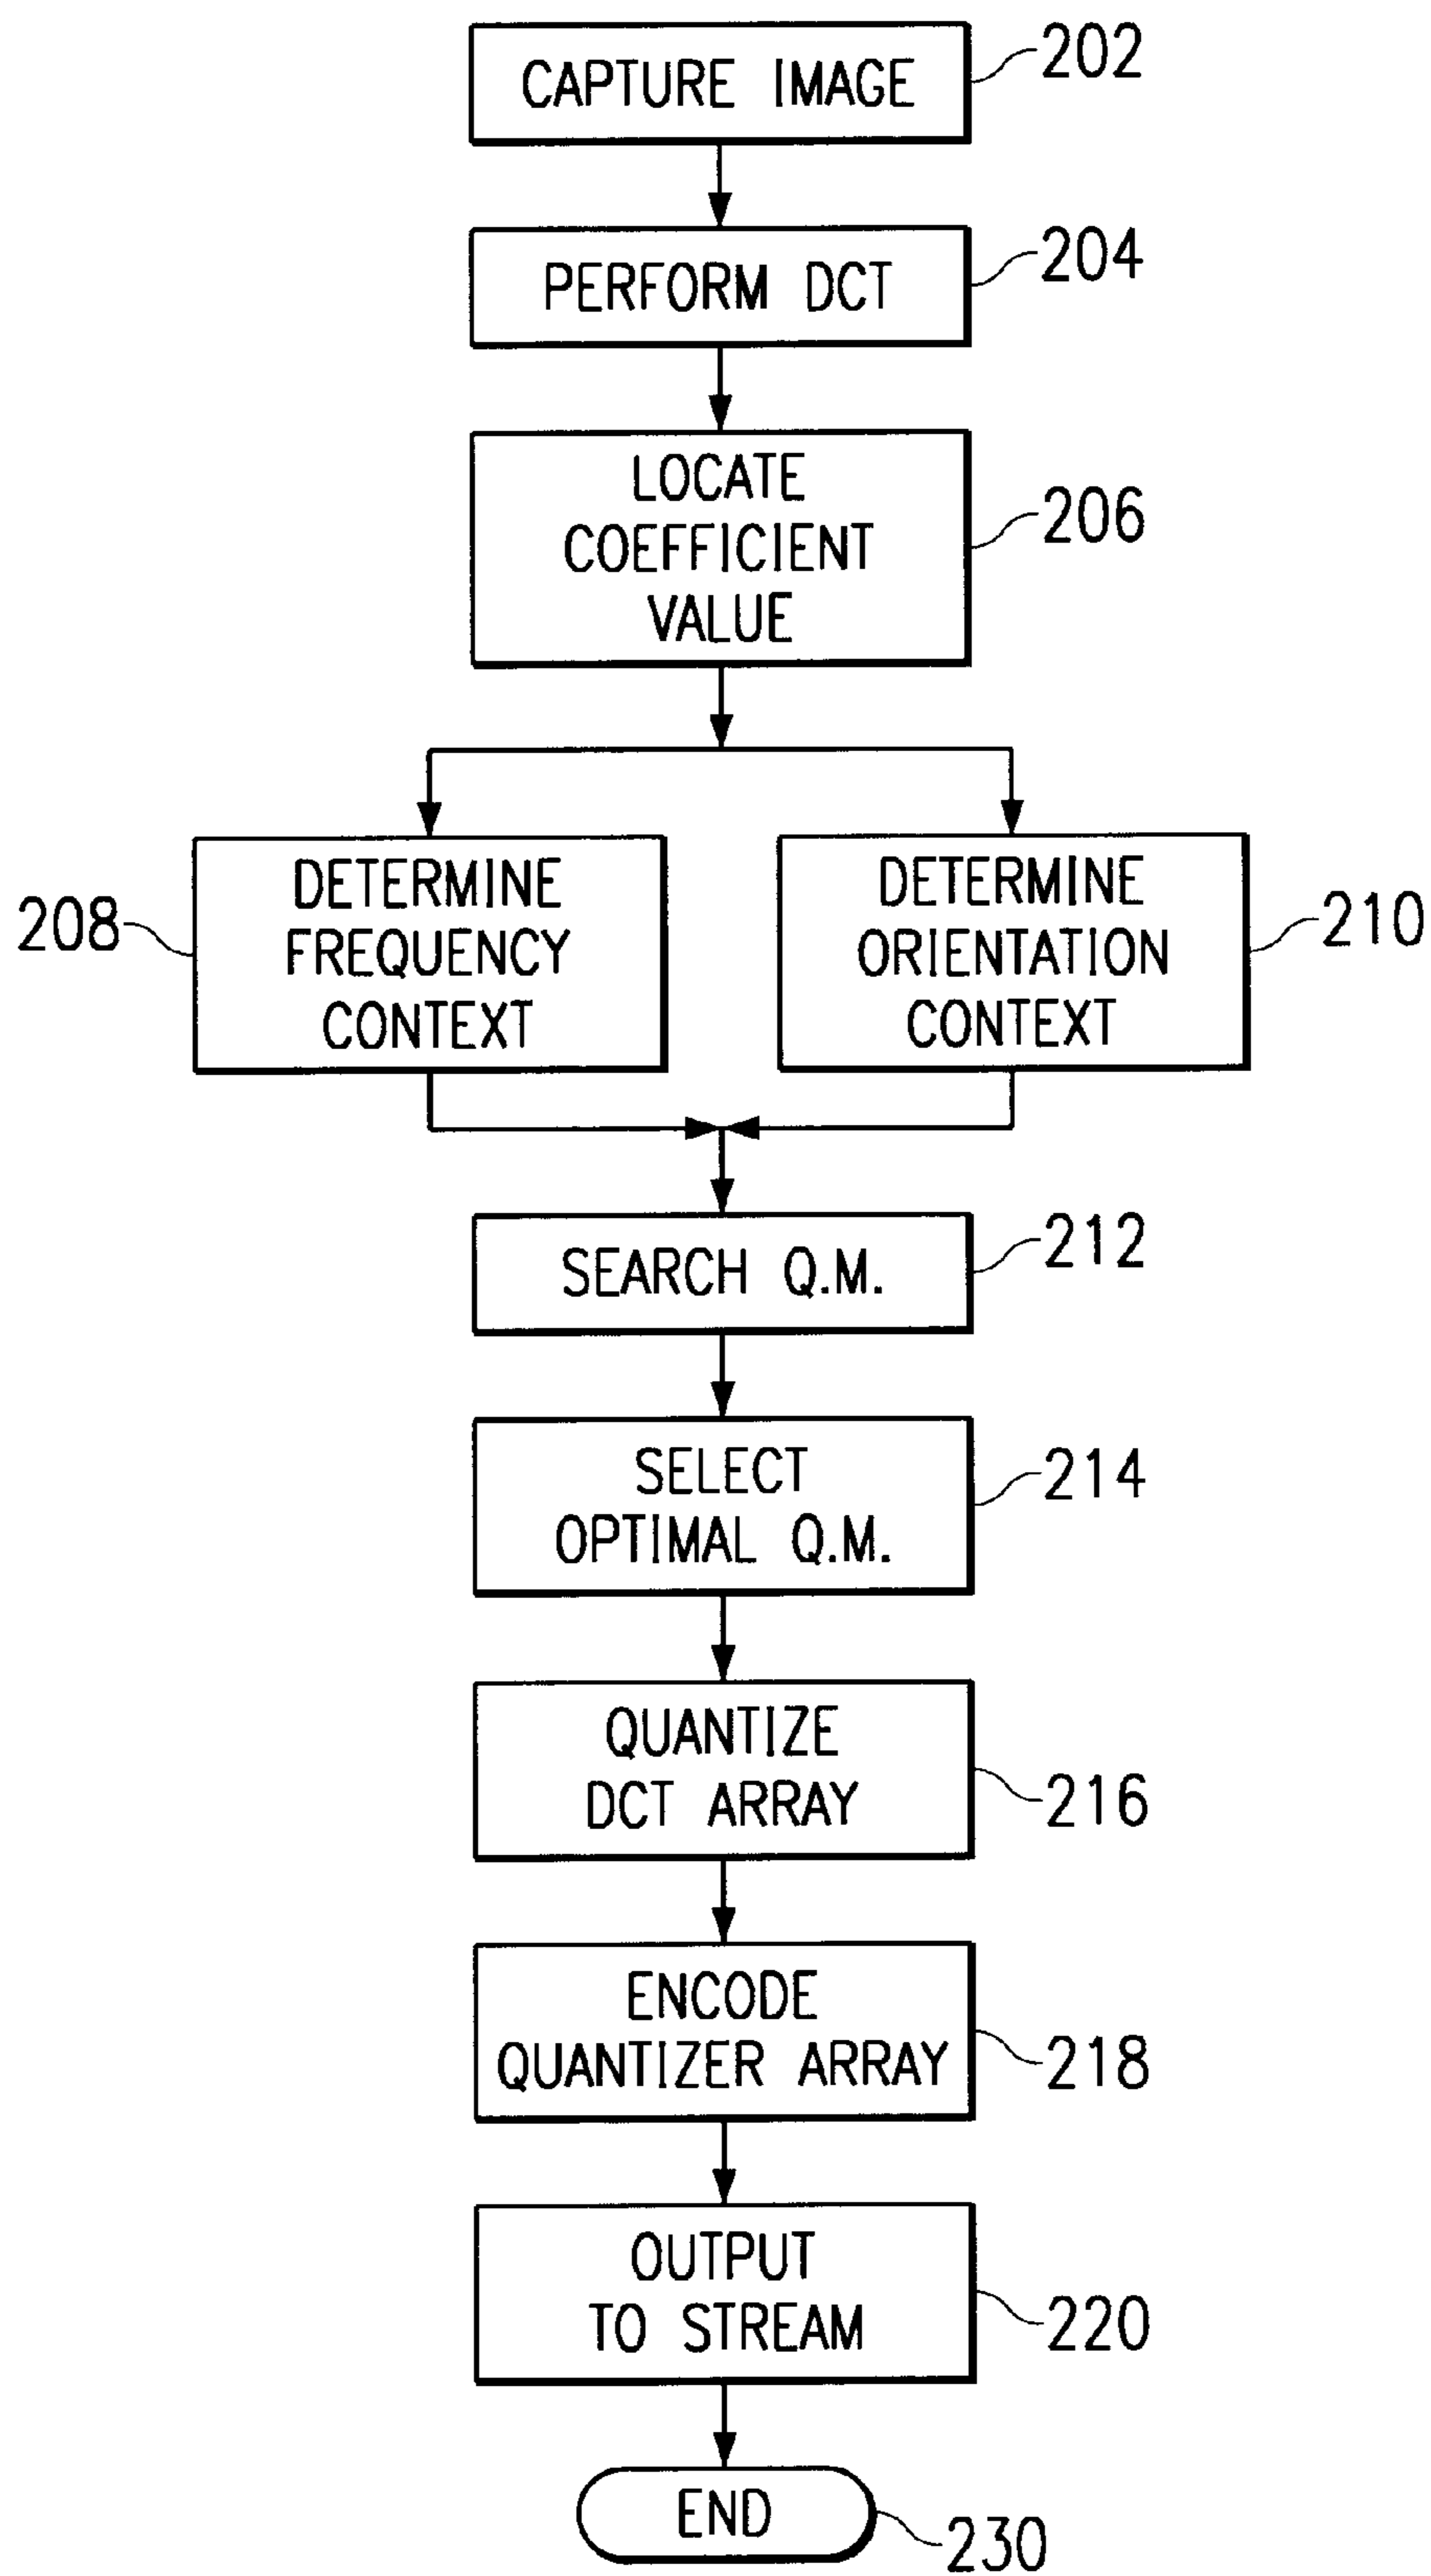 CAPTURE IMAGE
202
PERFORM DCT
204
LOCATE
COEFFICIENT
VALUE
206
208
DETERMINE
FREQUENCY
CONTEXT
DETERMINE
ORIENTATION
CONTEXT
210
SEARCH Q.M.
212
SELECT
OPTIMAL Q.M.
214
QUANTIZE
DCT ARRAY
216
ENCODE
QUANTIZER ARRAY
218
OUTPUT
TO STREAM
220
END
230